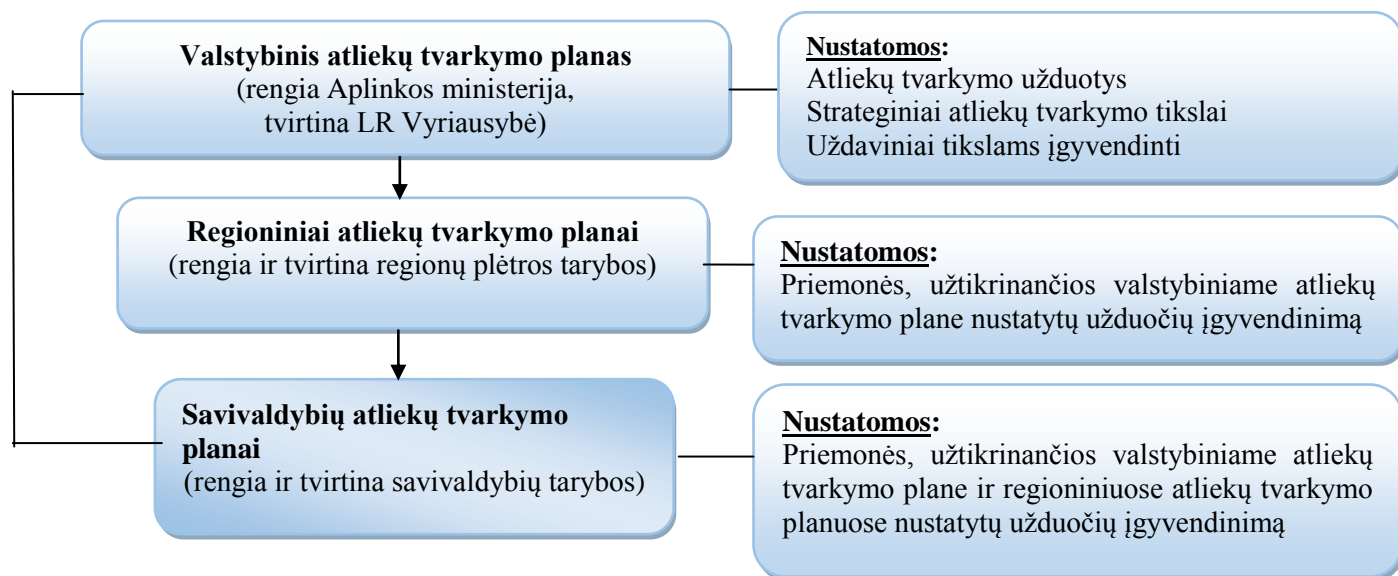 Valstybinis atliekų tvarkymo planas
(rengia Aplinkos ministerija,
tvirtina LR Vyriausybė)
Nustatomos:
Atliekų tvarkymo užduotys
Strateginiai atliekų tvarkymo tikslai
Uždaviniai tikslams įgyvendinti
Regioniniai atliekų tvarkymo planai
(rengia ir tvirtina regionų plėtros tarybos)
Nustatomos:
Priemonės, užtikrinančios valstybiniame atliekų
tvarkymo plane nustatytų užduočių įgyvendinimą
Savivaldybių atliekų tvarkymo
planai
(rengia ir tvirtina savivaldybių tarybos)
Nustatomos:
Priemonės, užtikrinančios valstybiniame atliekų
tvarkymo plane ir regioniniuose atliekų tvarkymo
planuose nustatytų užduočių įgyvendinimą